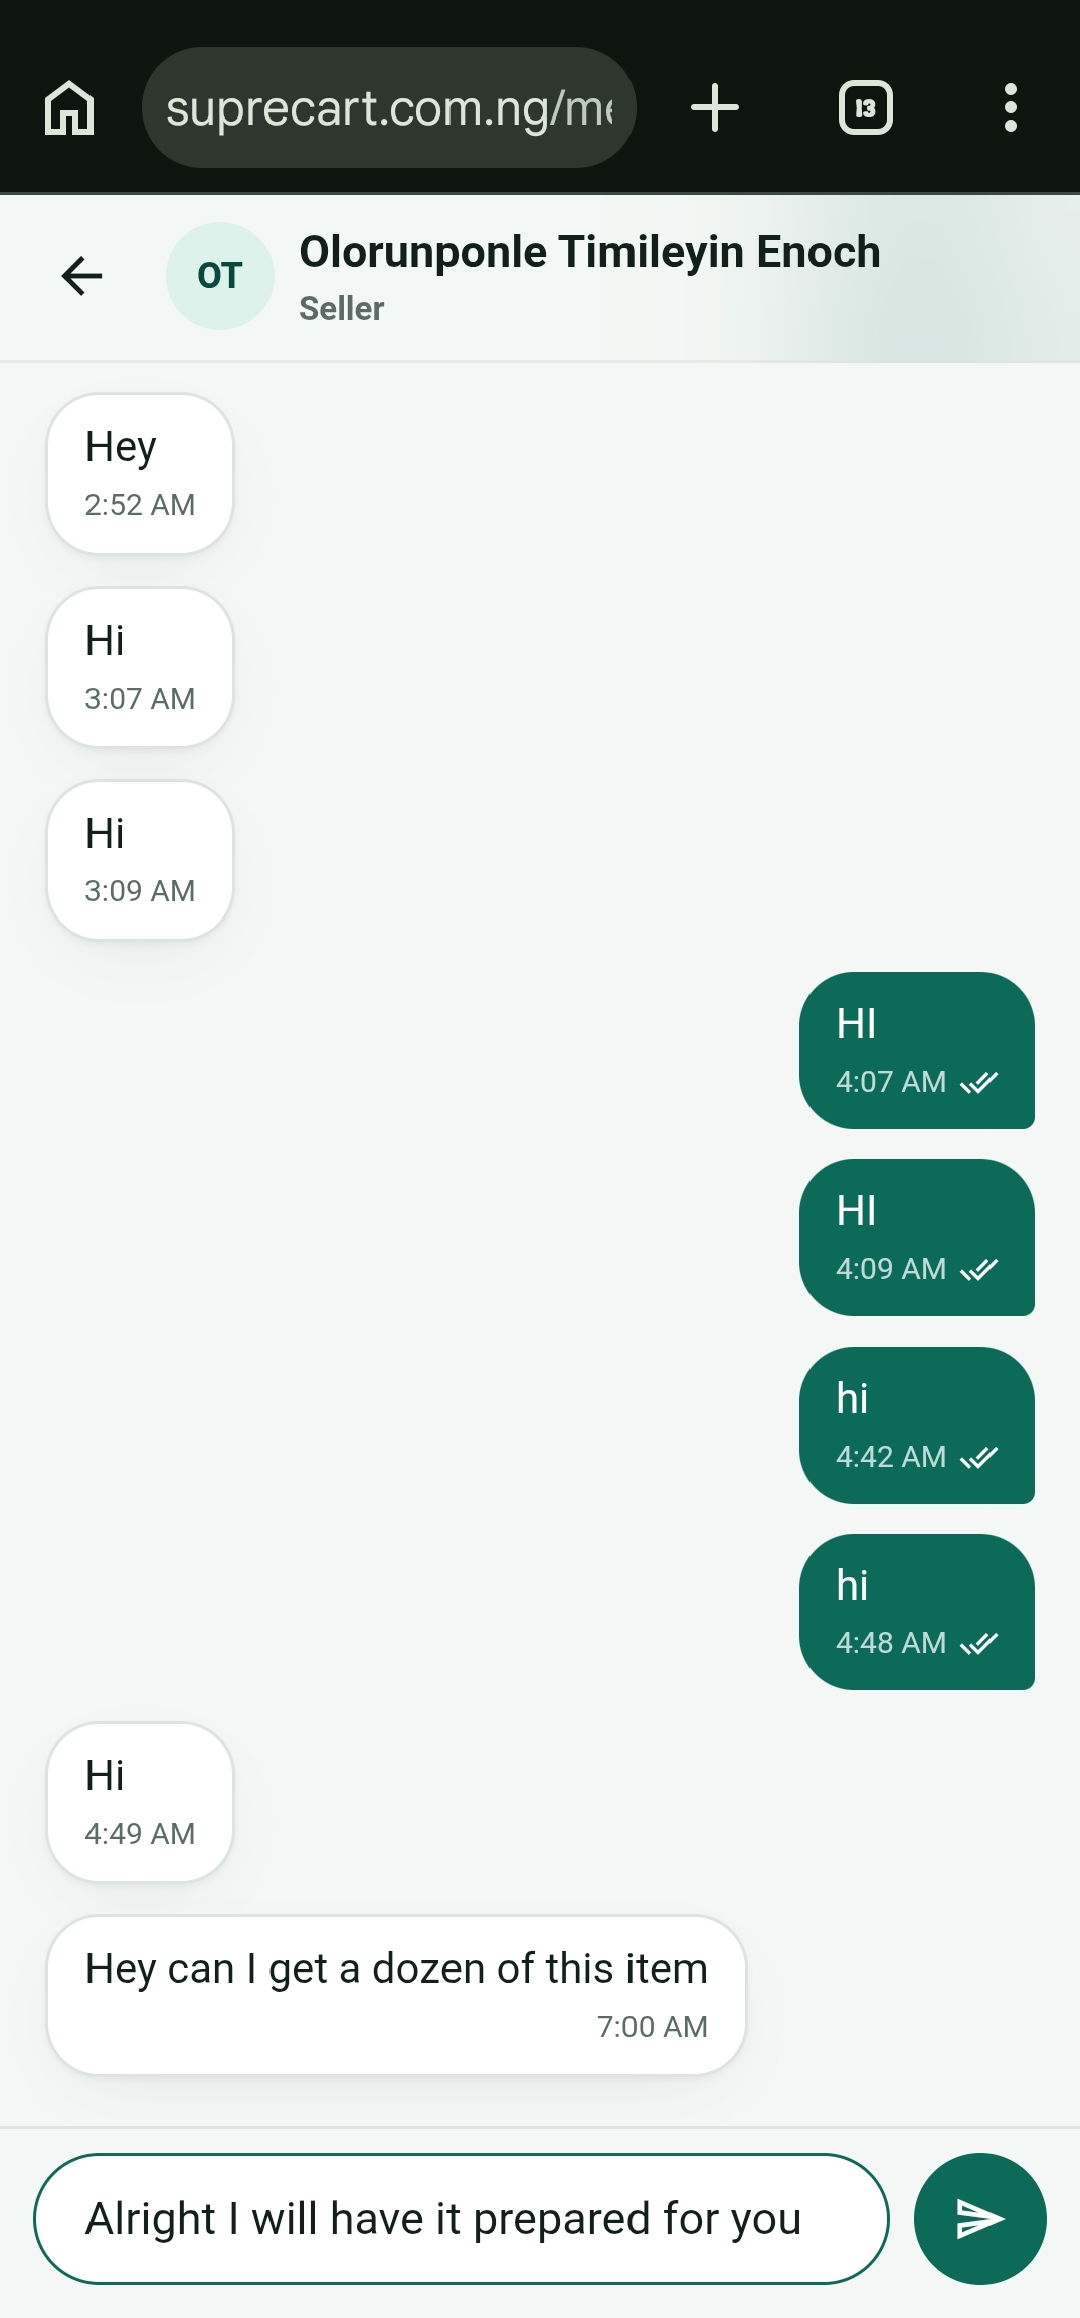 suprecart.com.ng/me
13
OT
Olorunponle Timileyin Enoch
Seller
Hey
2:52 AM
Hi
3:07 AM
Hi
3:09 AM
HI
4:07 AM
HI
4:09 AM
hi
4:42 AM
hi
4:48 AM
Hi
4:49 AM
Hey can I get a dozen of this item
7:00 AM
Alright I will have it prepared for you